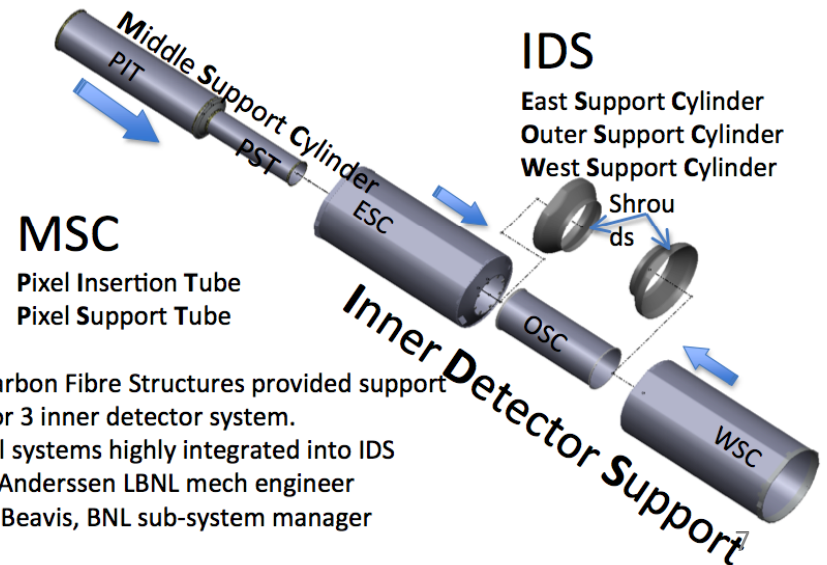 Middle Support Cylinder
PIT
PST
ESC
MSC
Pixel Insertion Tube
Pixel Support Tube
IDS
East Support Cylinder
Outer Support Cylinder
West Support Cylinder
Shrou
ds
OSC
WSC
Inner Detector Support
arbon Fibre Structures provided support
or 3 inner detector system.
l systems highly integrated into IDS
Anderssen LBNL mech engineer
Beavis, BNL sub-system manager
7